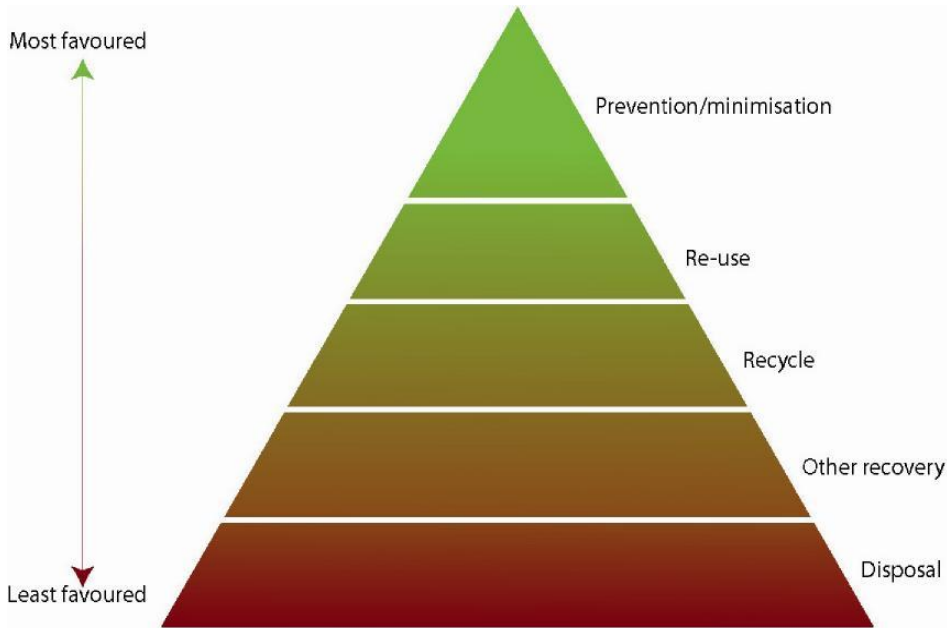 Most favoured
Prevention/minimisation
Re-use
Recycle
Other recovery
Disposal
Least favoured